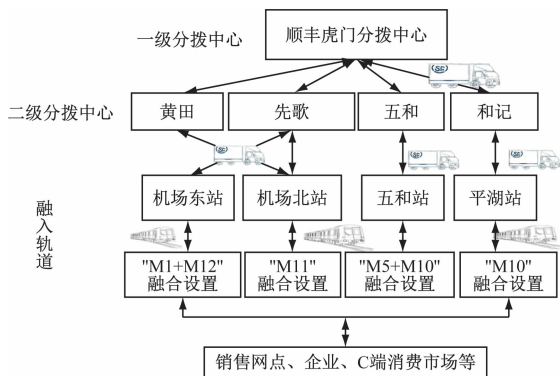 一级分拨中心
顺丰虎门分拨中心
二级分拨中心
黄田
先歌
五和
和记
融入轨道
机场东站
机场北站
五和站
平湖站
"M1+M12"
融合设置
"M11"
融合设置
"M5+M10"
融合设置
"M10"
融合设置
销售网点、企业、C端消费市场等